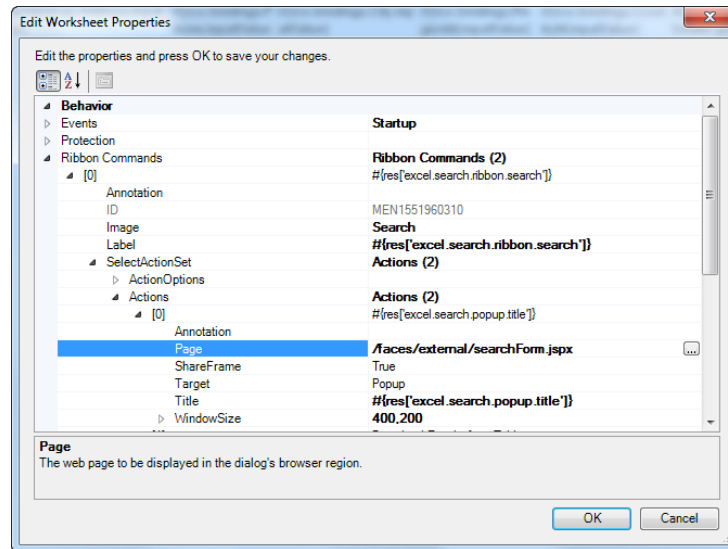 Edit Worksheet Properties
Edit the properties and press OK to save your changes.
Behavior
Events Startup
Protection
Ribbon Commands Ribbon Commands (2)
[0] #{res['excel.search.ribbon.search']}
Annotation
ID MEN1551960310
Image Search
Label #{res['excel.search.ribbon.search']}
SelectActionSet Actions (2)
ActionOptions
Actions Actions (2)
[0] #{res['excel.search.popup.title']}
Annotation
Page /faces/external/searchForm.jspx ...
ShareFrame True
Target Popup
Title #{res['excel.search.popup.title']}
WindowSize 400,200
Page
The web page to be displayed in the dialog's browser region.
OK Cancel